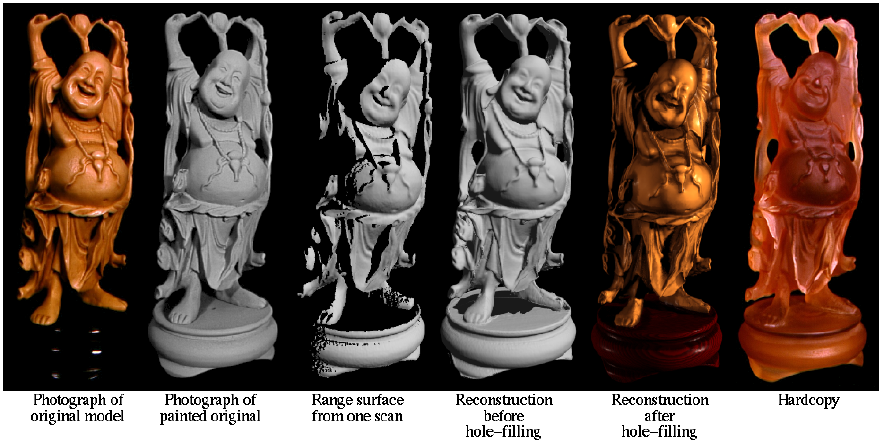 Photograph of
original model
Photograph of
painted original
Range surface
from one scan
Reconstruction
before
hole−filling
Reconstruction
after
hole−filling
Hardcopy